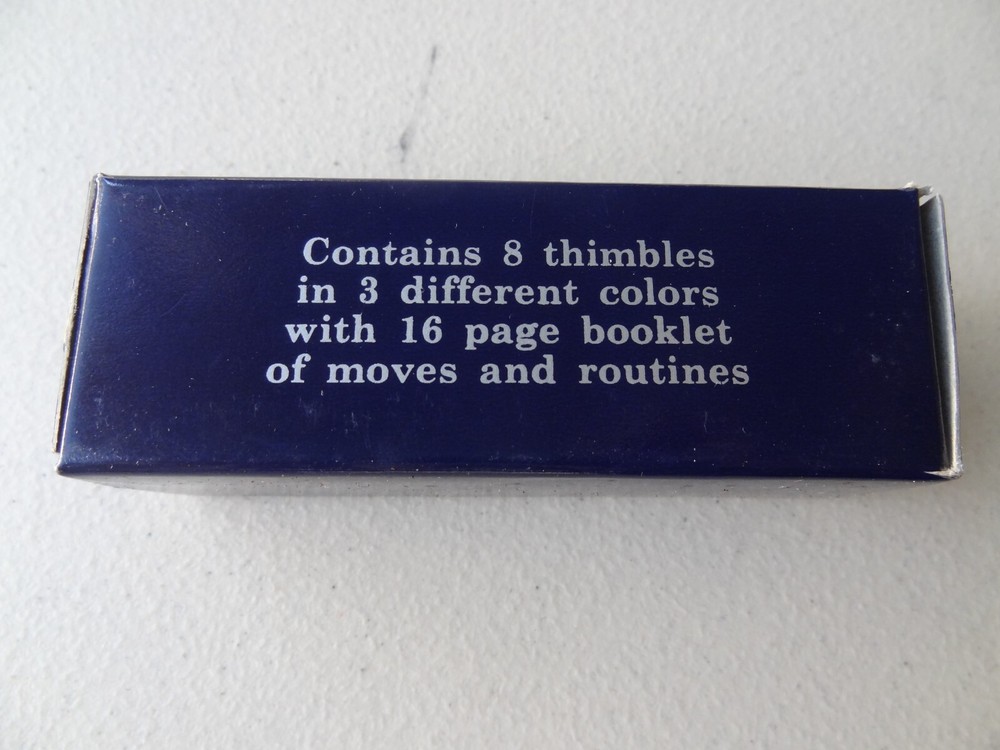 Contains 8 thimbles
in 3 different colors
with 16 page booklet
of moves and routines